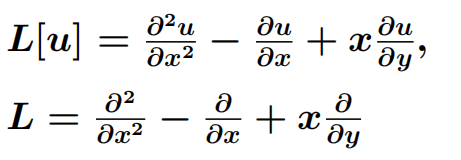 L[u] = ∂²u/∂x² − ∂u/∂x + x ∂u/∂y,
L = ∂²/∂x² − ∂/∂x + x ∂/∂y